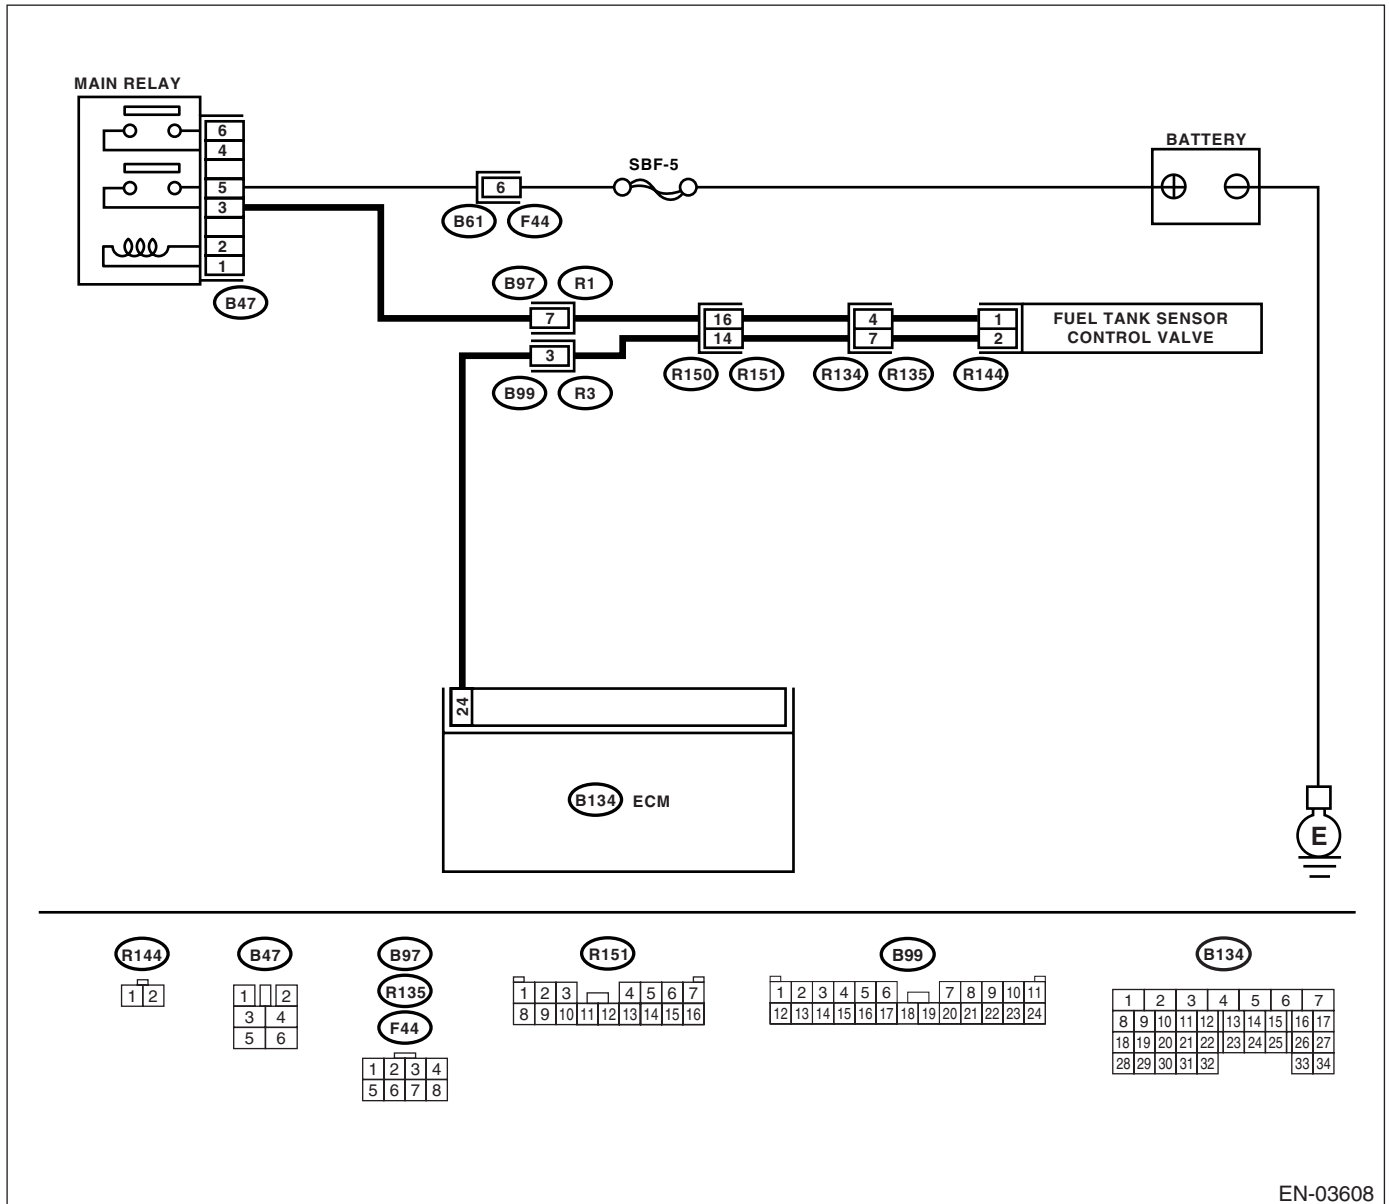 MAIN RELAY
6
4
5
3
2
1
B47
6
B61 F44
SBF-5
BATTERY
B97 R1
7
3
B99 R3
16
14
R150 R151
4
7
R134 R135
1
2
R144
FUEL TANK SENSOR
CONTROL VALVE
24
B134 ECM
E
R144
1 2
B47
1 2
3 4
5 6
B97
R135
F44
1 2 3 4
5 6 7 8
R151
1 2 3 4 5 6 7
8 9 10 11 12 13 14 15 16
B99
1 2 3 4 5 6 7 8 9 10 11
12 13 14 15 16 17 18 19 20 21 22 23 24
B134
1 2 3 4 5 6 7
8 9 10 11 12 13 14 15 16 17
18 19 20 21 22 23 24 25 26 27
28 29 30 31 32 33 34
EN-03608